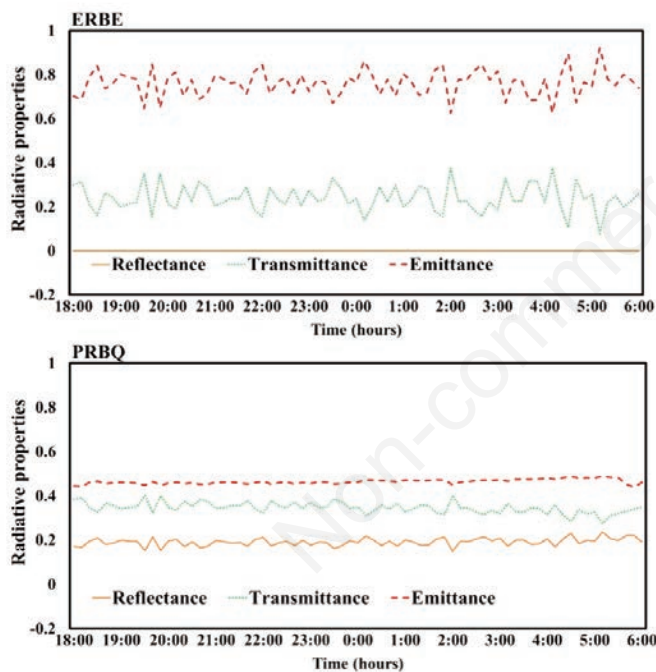 ERBE
Radiative properties
1
0.8
0.6
0.4
0.2
0
-0.2
Reflectance Transmittance Emittance
18:00 19:00 20:00 21:00 22:00 23:00 0:00 1:00 2:00 3:00 4:00 5:00 6:00
Time (hours)
PRBQ
Radiative properties
1
0.8
0.6
0.4
0.2
0
-0.2
Reflectance Transmittance Emittance
18:00 19:00 20:00 21:00 22:00 23:00 0:00 1:00 2:00 3:00 4:00 5:00 6:00
Time (hours)
Non-commer